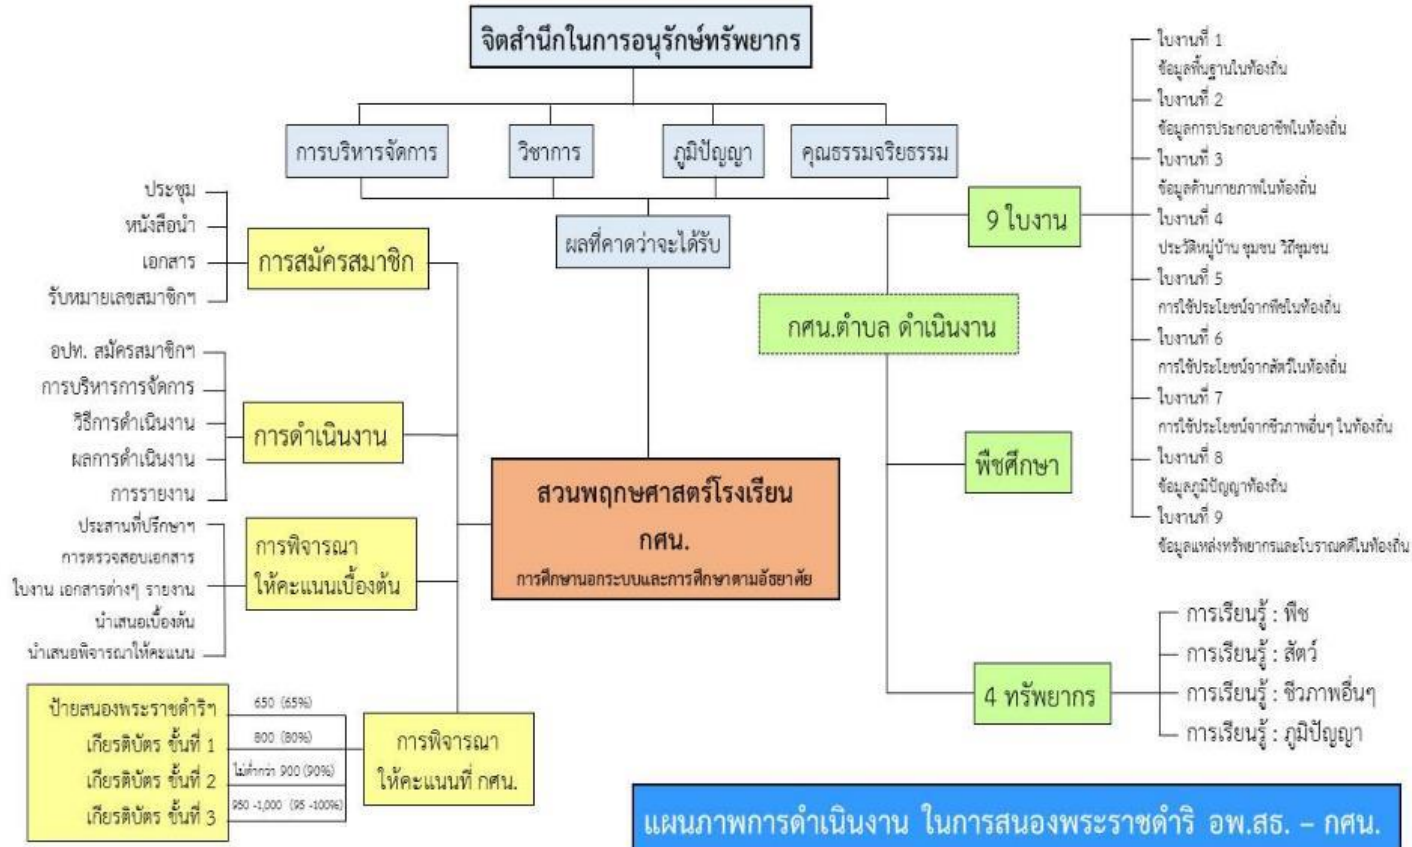 จิตสำนึกในการอนุรักษ์ทรัพยากร
การบริหารจัดการ
วิชาการ
ภูมิปัญญา
คุณธรรมจริยธรรม
ผลที่คาดว่าจะได้รับ
ประชุม
หนังสือนำ
เอกสาร
รับหมายเลขสมาชิกฯ
การสมัครสมาชิก
อปท. สมัครสมาชิกฯ
การบริหารการจัดการ
วิธีการดำเนินงาน
ผลการดำเนินงาน
การรายงาน
การดำเนินงาน
ประสานที่ปรึกษาฯ
การตรวจสอบเอกสาร
ใบงาน เอกสารต่างๆ รายงาน
นำเสนอเบื้องต้น
นำเสนอพิจารณาให้คะแนน
การพิจารณา
ให้คะแนนเบื้องต้น
ป้ายสนองพระราชดำริฯ
650 (65%)
เกียรติบัตร ขั้นที่ 1
800 (80%)
เกียรติบัตร ขั้นที่ 2
ไม่ต่ำกว่า 900 (90%)
เกียรติบัตร ขั้นที่ 3
950 -1,000 (95 -100%)
การพิจารณา
ให้คะแนนที่ กศน.
สวนพฤกษศาสตร์โรงเรียน
กศน.
การศึกษานอกระบบและการศึกษาตามอัธยาศัย
กศน.ตำบล ดำเนินงาน
9 ใบงาน
ใบงานที่ 1
ข้อมูลพื้นฐานในท้องถิ่น
ใบงานที่ 2
ข้อมูลการประกอบอาชีพในท้องถิ่น
ใบงานที่ 3
ข้อมูลด้านกายภาพในท้องถิ่น
ใบงานที่ 4
ประวัติหมู่บ้าน ชุมชน วิถีชุมชน
ใบงานที่ 5
การใช้ประโยชน์จากพืชในท้องถิ่น
ใบงานที่ 6
การใช้ประโยชน์จากสัตว์ในท้องถิ่น
ใบงานที่ 7
การใช้ประโยชน์จากชีวภาพอื่นๆ ในท้องถิ่น
ใบงานที่ 8
ข้อมูลภูมิปัญญาท้องถิ่น
ใบงานที่ 9
ข้อมูลแหล่งทรัพยากรและโบราณคดีในท้องถิ่น
พืชศึกษา
4 ทรัพยากร
การเรียนรู้ : พืช
การเรียนรู้ : สัตว์
การเรียนรู้ : ชีวภาพอื่นๆ
การเรียนรู้ : ภูมิปัญญา
แผนภาพการดำเนินงาน ในการสนองพระราชดำริ อพ.สธ. – กศน.